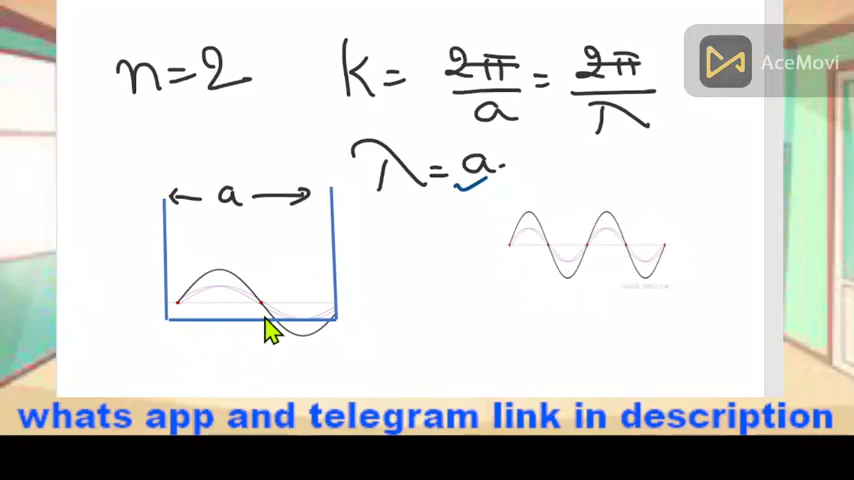 n=2 k = 2π/a = 2π/λ
AceMovi
λ = a.
← a →
whats app and telegram link in description